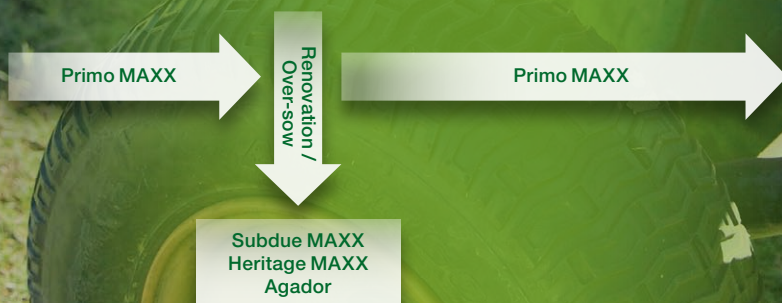 Primo MAXX
Renovation /
Over-sow
Primo MAXX
Subdue MAXX
Heritage MAXX
Agador